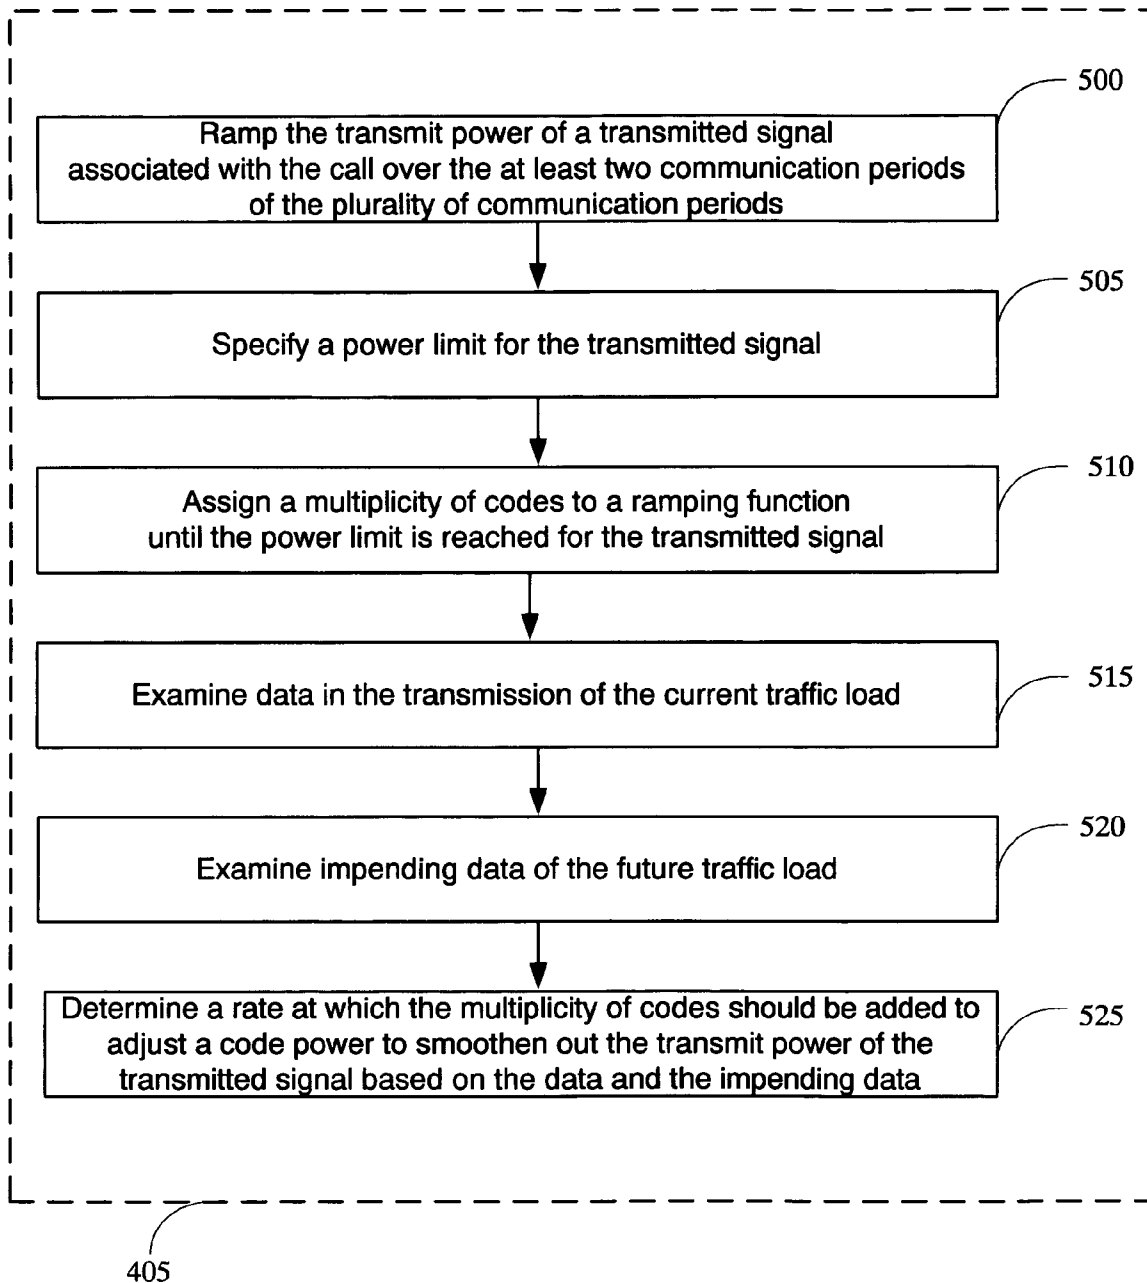 500
Ramp the transmit power of a transmitted signal
associated with the call over the at least two communication periods
of the plurality of communication periods
505
Specify a power limit for the transmitted signal
510
Assign a multiplicity of codes to a ramping function
until the power limit is reached for the transmitted signal
515
Examine data in the transmission of the current traffic load
520
Examine impending data of the future traffic load
525
Determine a rate at which the multiplicity of codes should be added to
adjust a code power to smoothen out the transmit power of the
transmitted signal based on the data and the impending data
405